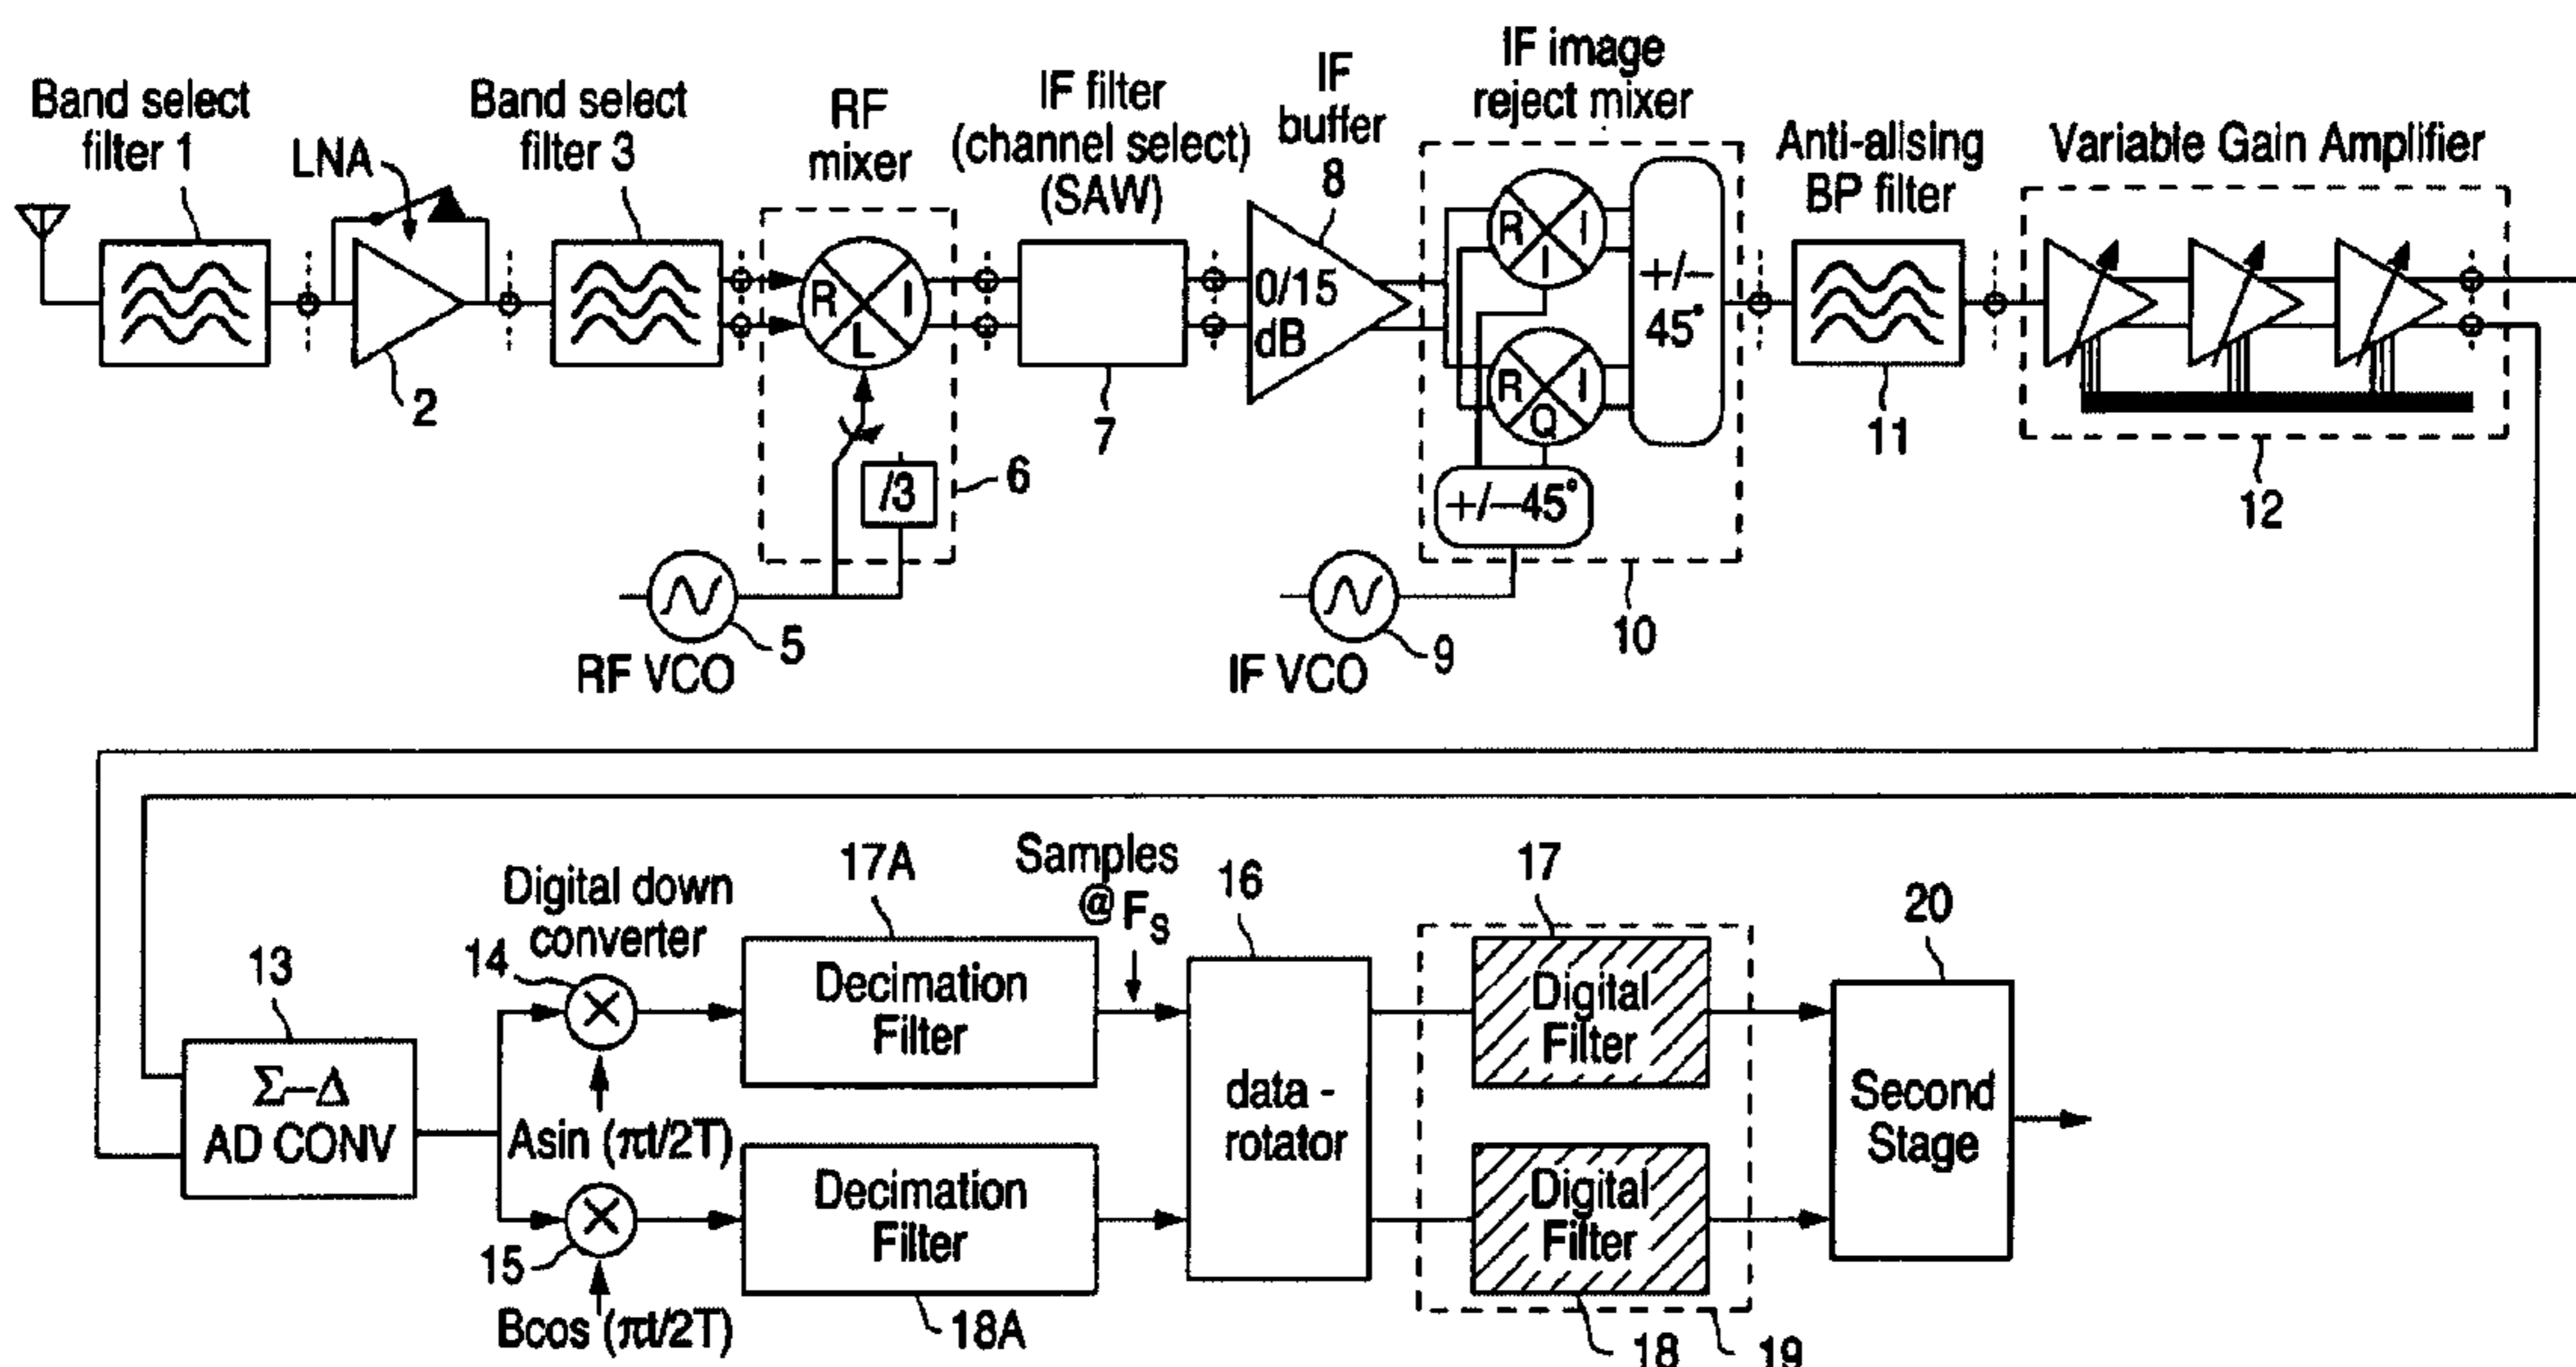 Band select
filter 1
LNA
2
Band select
filter 3
RF
mixer
R
I
L
/3
6
5
RF VCO
IF filter
(channel select)
(SAW)
7
IF
buffer
8
0/15
dB
IF image
reject mixer
R
I
I
R
I
Q
+/–
45°
+/–45°
10
9
IF VCO
Anti-alising
BP filter
11
Variable Gain Amplifier
12
13
Σ–Δ
AD CONV
Digital down
converter
14
Asin (πt/2T)
15
Bcos (πt/2T)
17A
Decimation
Filter
Decimation
Filter
18A
Samples
@ Fs
16
data -
rotator
17
Digital
Filter
Digital
Filter
18
19
20
Second
Stage